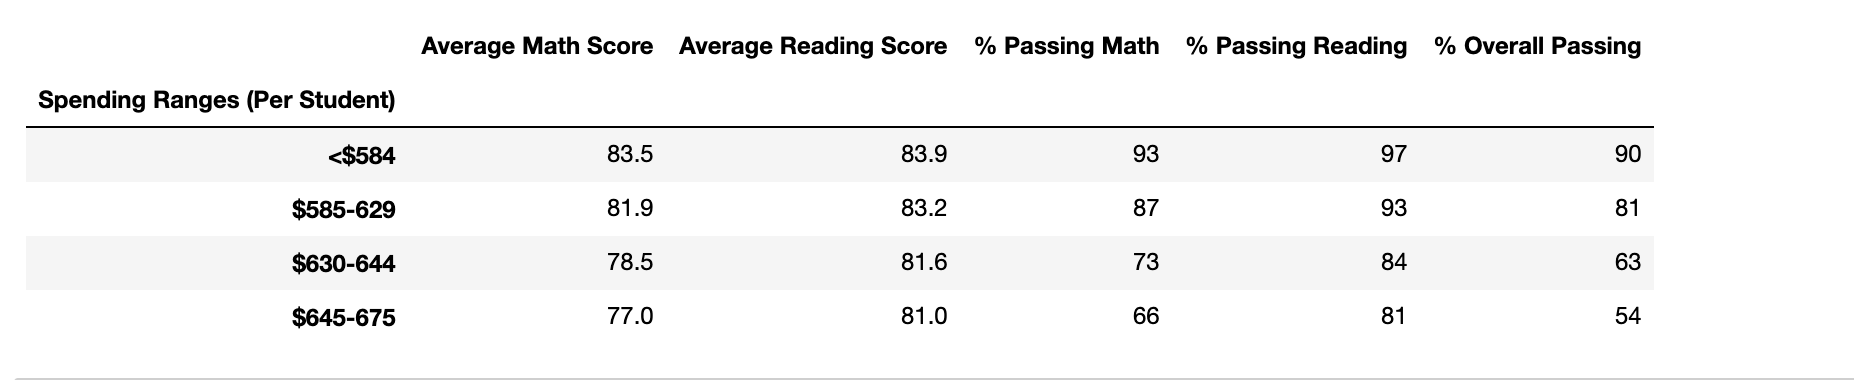 Average Math Score Average Reading Score % Passing Math % Passing Reading % Overall Passing
Spending Ranges (Per Student)
<$584 83.5 83.9 93 97 90
$585-629 81.9 83.2 87 93 81
$630-644 78.5 81.6 73 84 63
$645-675 77.0 81.0 66 81 54